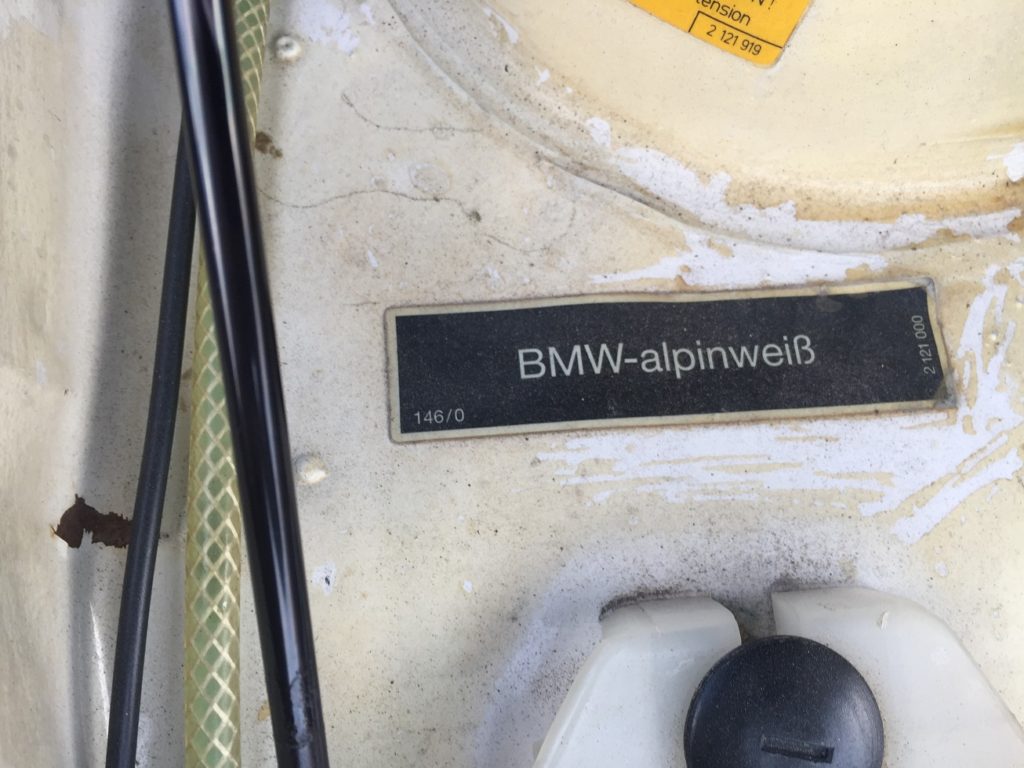 tension
2 121 919
BMW-alpinweiß
2 121 000
146/0